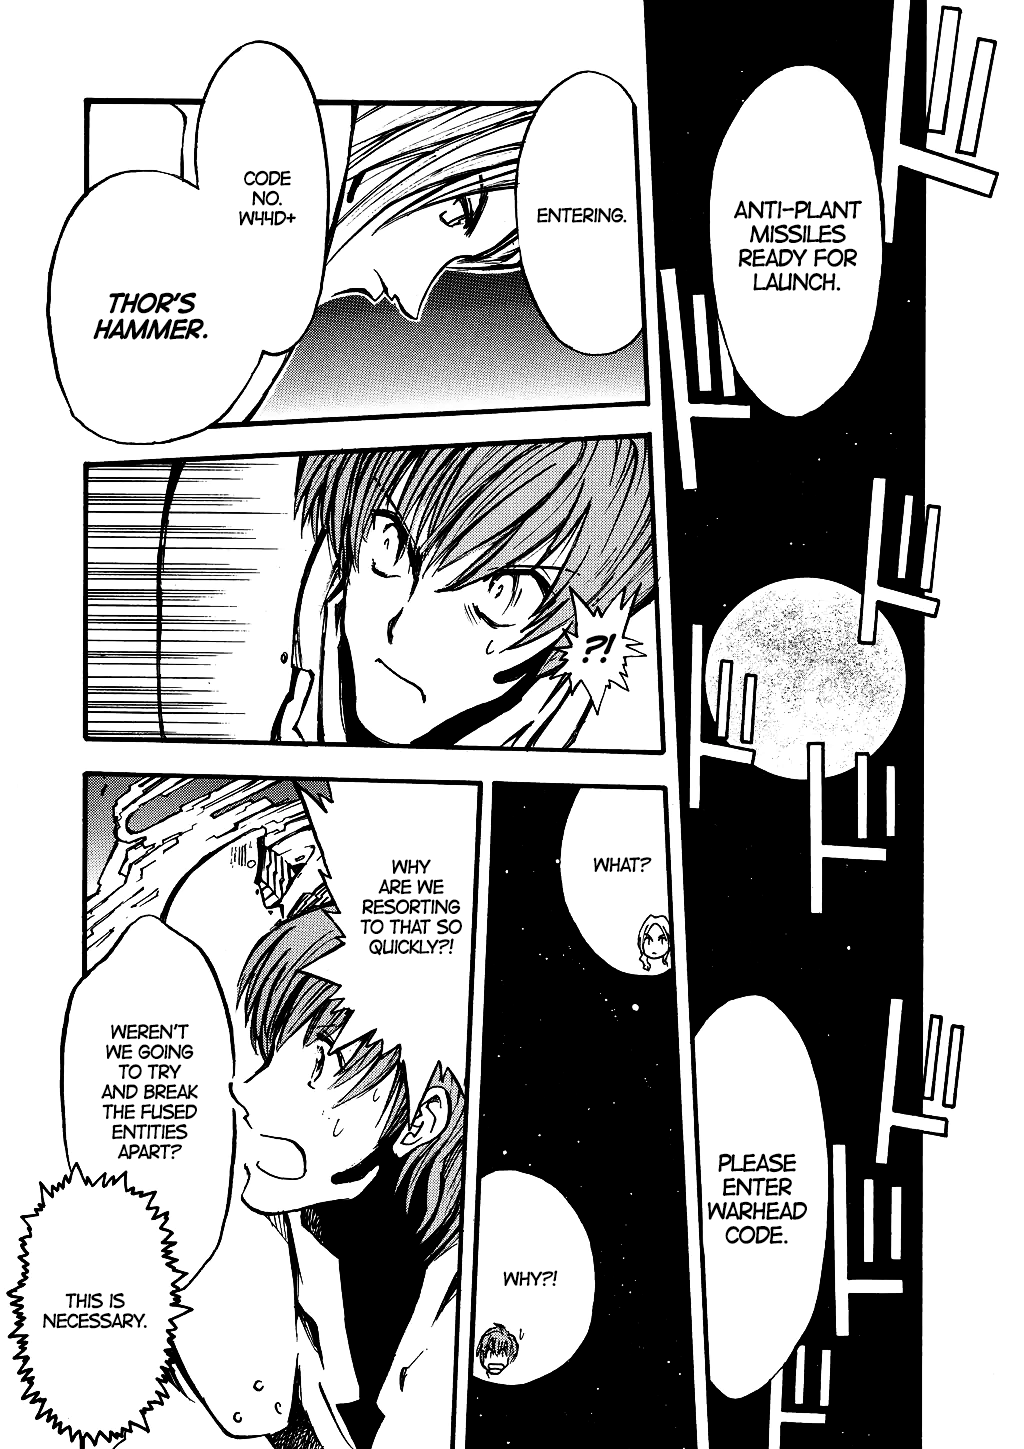 ANTI-PLANT
MISSILES
READY FOR
LAUNCH.
PLEASE
ENTER
WARHEAD
CODE.
ENTERING.
CODE
NO.
W44D+
THOR'S
HAMMER.
?!
WHAT?
WHY?!
WHY
ARE WE
RESORTING
TO THAT SO
QUICKLY?!
WEREN'T
WE GOING
TO TRY
AND BREAK
THE FUSED
ENTITIES
APART?
THIS IS
NECESSARY.